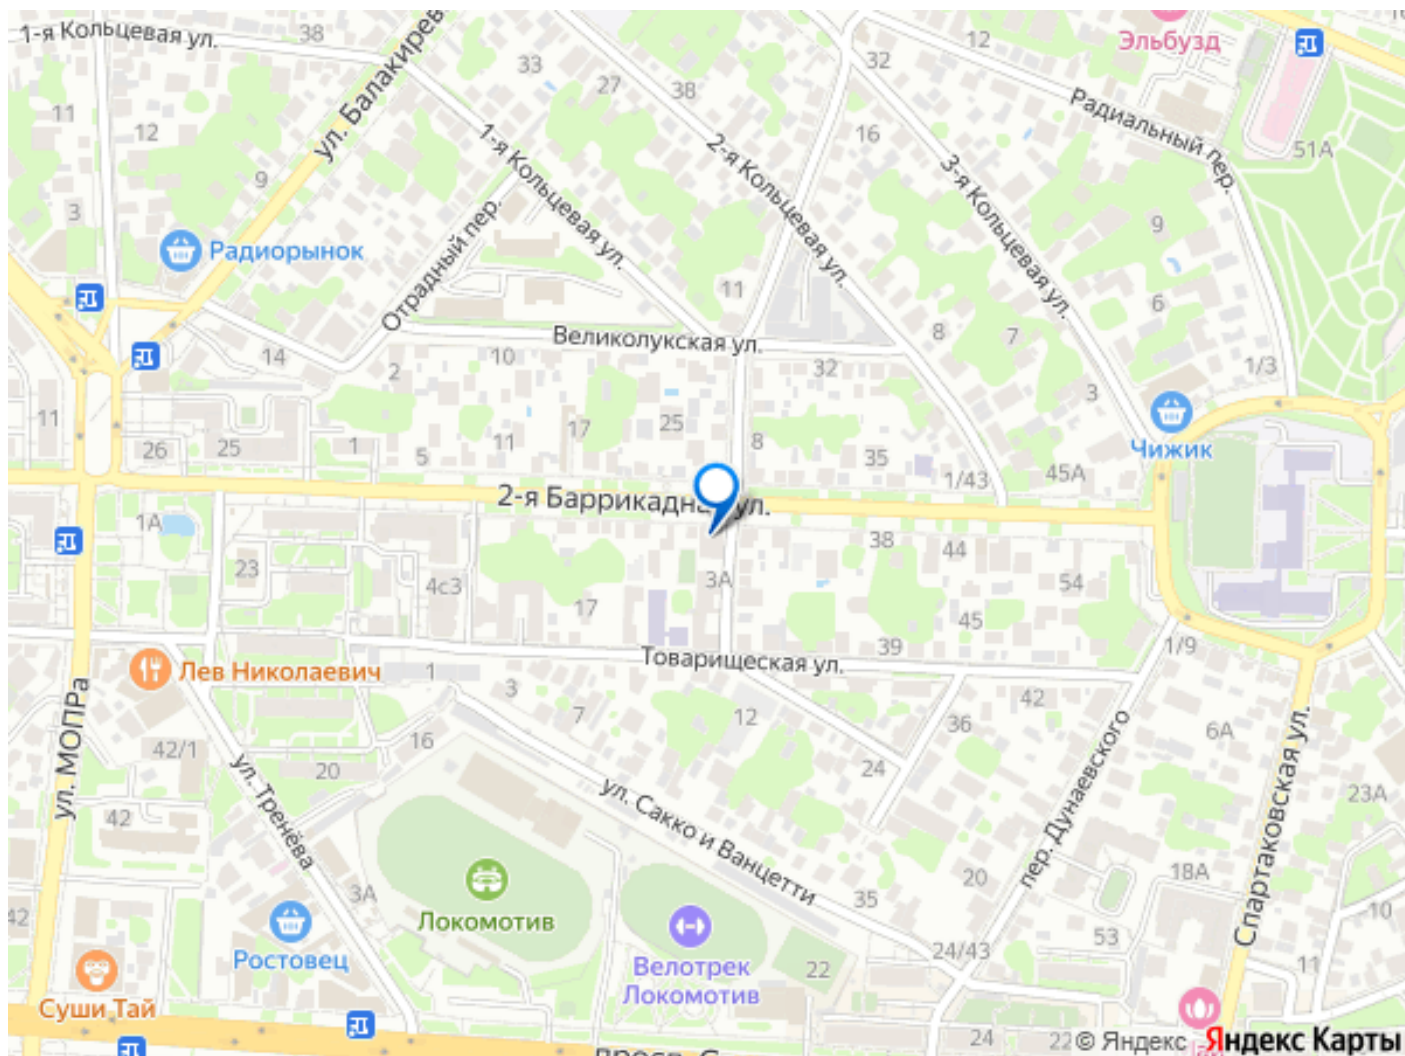 1-я Кольцевая ул.
38
ул. Балакирев
12
Эльбузд
33
32
27
38
Радиальный пер.
11
12
16
51А
1-я Кольцевая ул.
2-я Кольцевая ул.
3-я Кольцевая ул.
9
3
9
Радиорынок
Отрадный пер.
11
6
Великолукская ул.
8
7
14
10
2
32
1/3
3
11
25
17
8
Чижик
26
25
1
5
11
35
1/43
45А
2-я Баррикадная ул.
1А
38
44
23
4с3
3А
54
17
45
39
1/9
Товарищеская ул.
Лев Николаевич
1
3
7
12
42
36
6А
ул. МОПРа
42/1
16
20
24
ул. Тренёва
ул. Сакко и Ванцетти
пер. Дунаевского
Спартаковская ул.
23А
42
3А
20
18А
Локомотив
35
42
10
Ростовец
Велотрек
Локомотив
22
24/43
53
11
Суши Тай
24
22
© Яндекс
Яндекс Карты